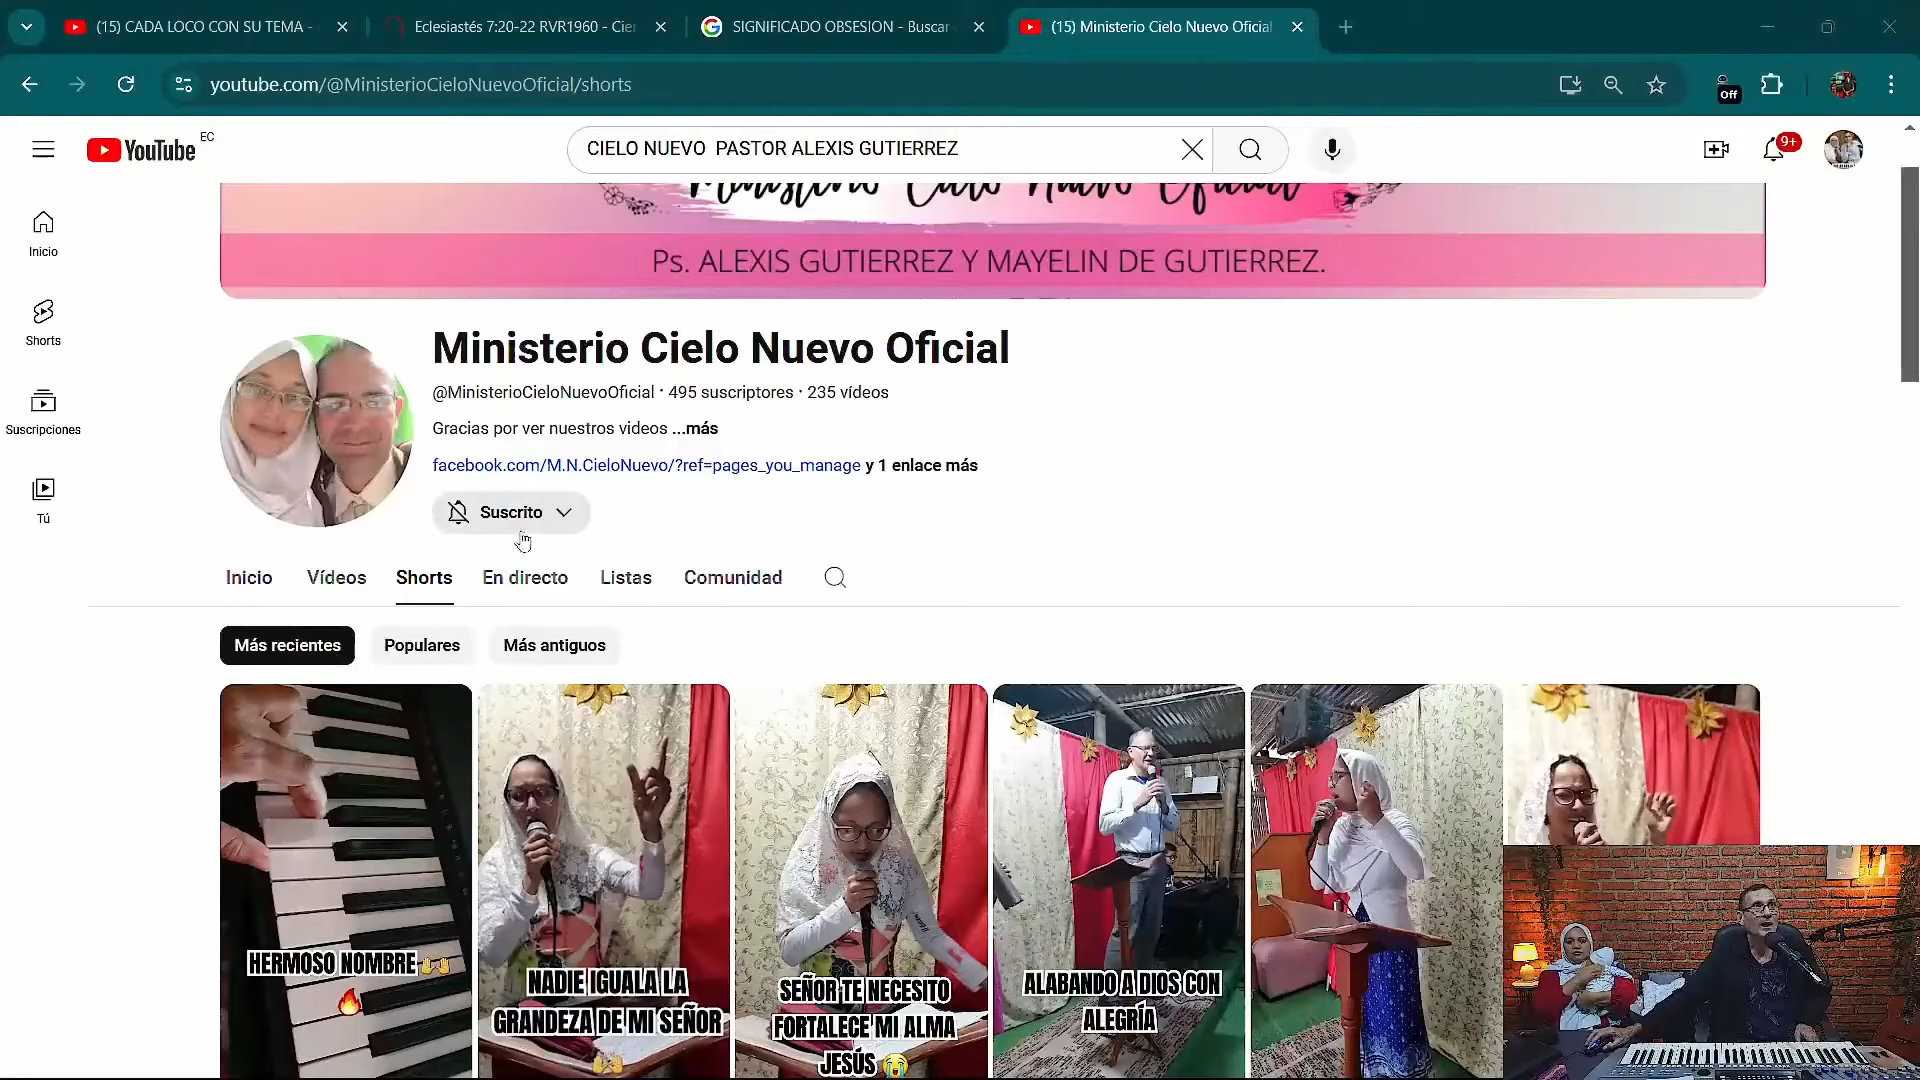 (15) CADA LOCO CON SU TEMA -
Eclesiastés 7:20-22 RVR1960 - Cie
SIGNIFICADO OBSESION - Buscar
(15) Ministerio Cielo Nuevo Oficial
youtube.com/@MinisterioCieloNuevoOficial/shorts
Off
YouTube EC
CIELO NUEVO PASTOR ALEXIS GUTIERREZ
9+
Ministerio Cielo Nuevo Oficial
Ps. ALEXIS GUTIERREZ Y MAYELIN DE GUTIERREZ.
Inicio
Shorts
Suscripciones
Tú
Ministerio Cielo Nuevo Oficial
@MinisterioCieloNuevoOficial · 495 suscriptores · 235 vídeos
Gracias por ver nuestros videos ...más
facebook.com/M.N.CieloNuevo/?ref=pages_you_manage y 1 enlace más
Suscrito
Inicio Vídeos Shorts En directo Listas Comunidad
Más recientes Populares Más antiguos
HERMOSO NOMBRE
NADIE IGUALA LA
GRANDEZA DE MI SEÑOR
SEÑOR TE NECESITO
FORTALECE MI ALMA
JESÚS
ALABANDO A DIOS CON
ALEGRÍA